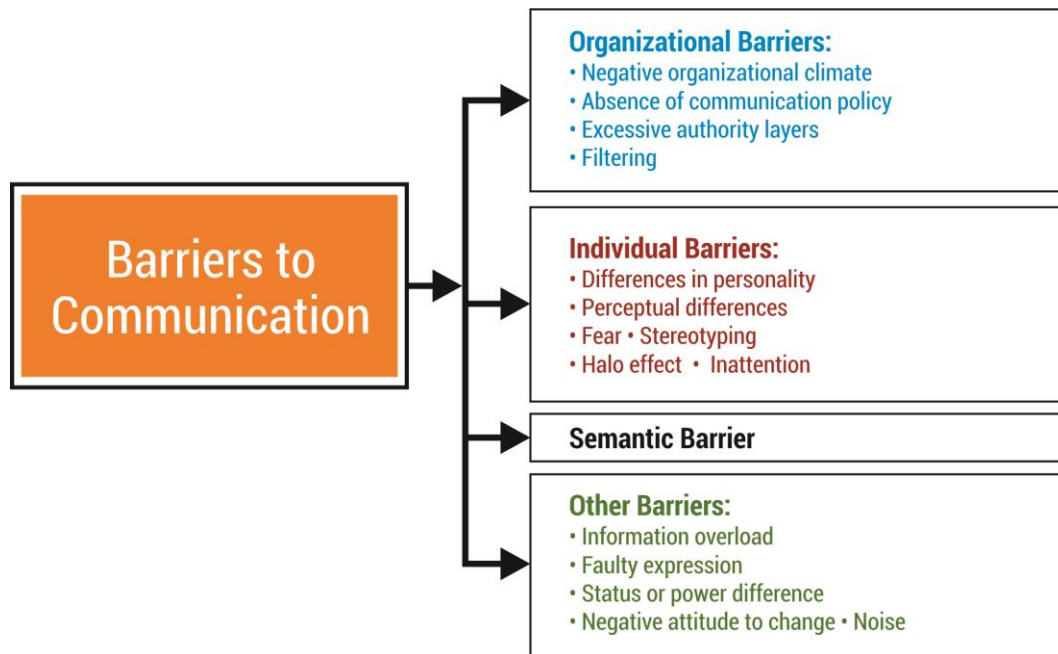 Barriers to
Communication
Organizational Barriers:
• Negative organizational climate
• Absence of communication policy
• Excessive authority layers
• Filtering
Individual Barriers:
• Differences in personality
• Perceptual differences
• Fear • Stereotyping
• Halo effect • Inattention
Semantic Barrier
Other Barriers:
• Information overload
• Faulty expression
• Status or power difference
• Negative attitude to change • Noise